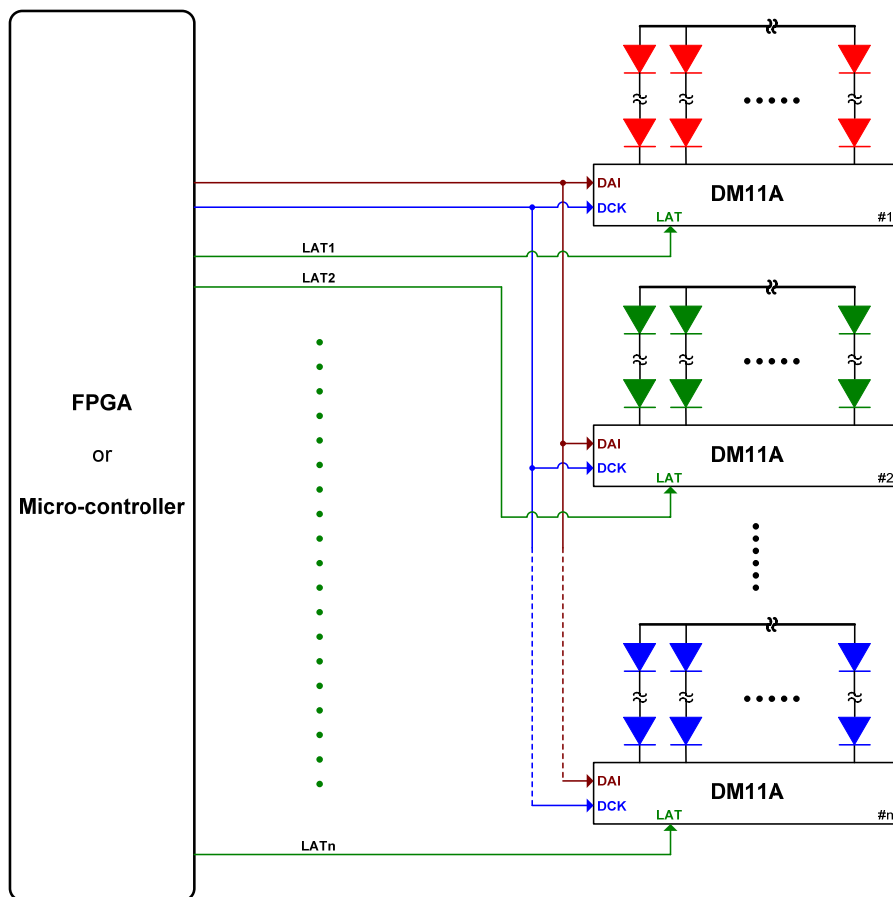 DAI
DM11A
DCK
LAT
#1
LAT1
LAT2
FPGA
or
Micro-controller
DAI
DM11A
DCK
LAT
#2
DAI
DM11A
DCK
LAT
#n
LATn